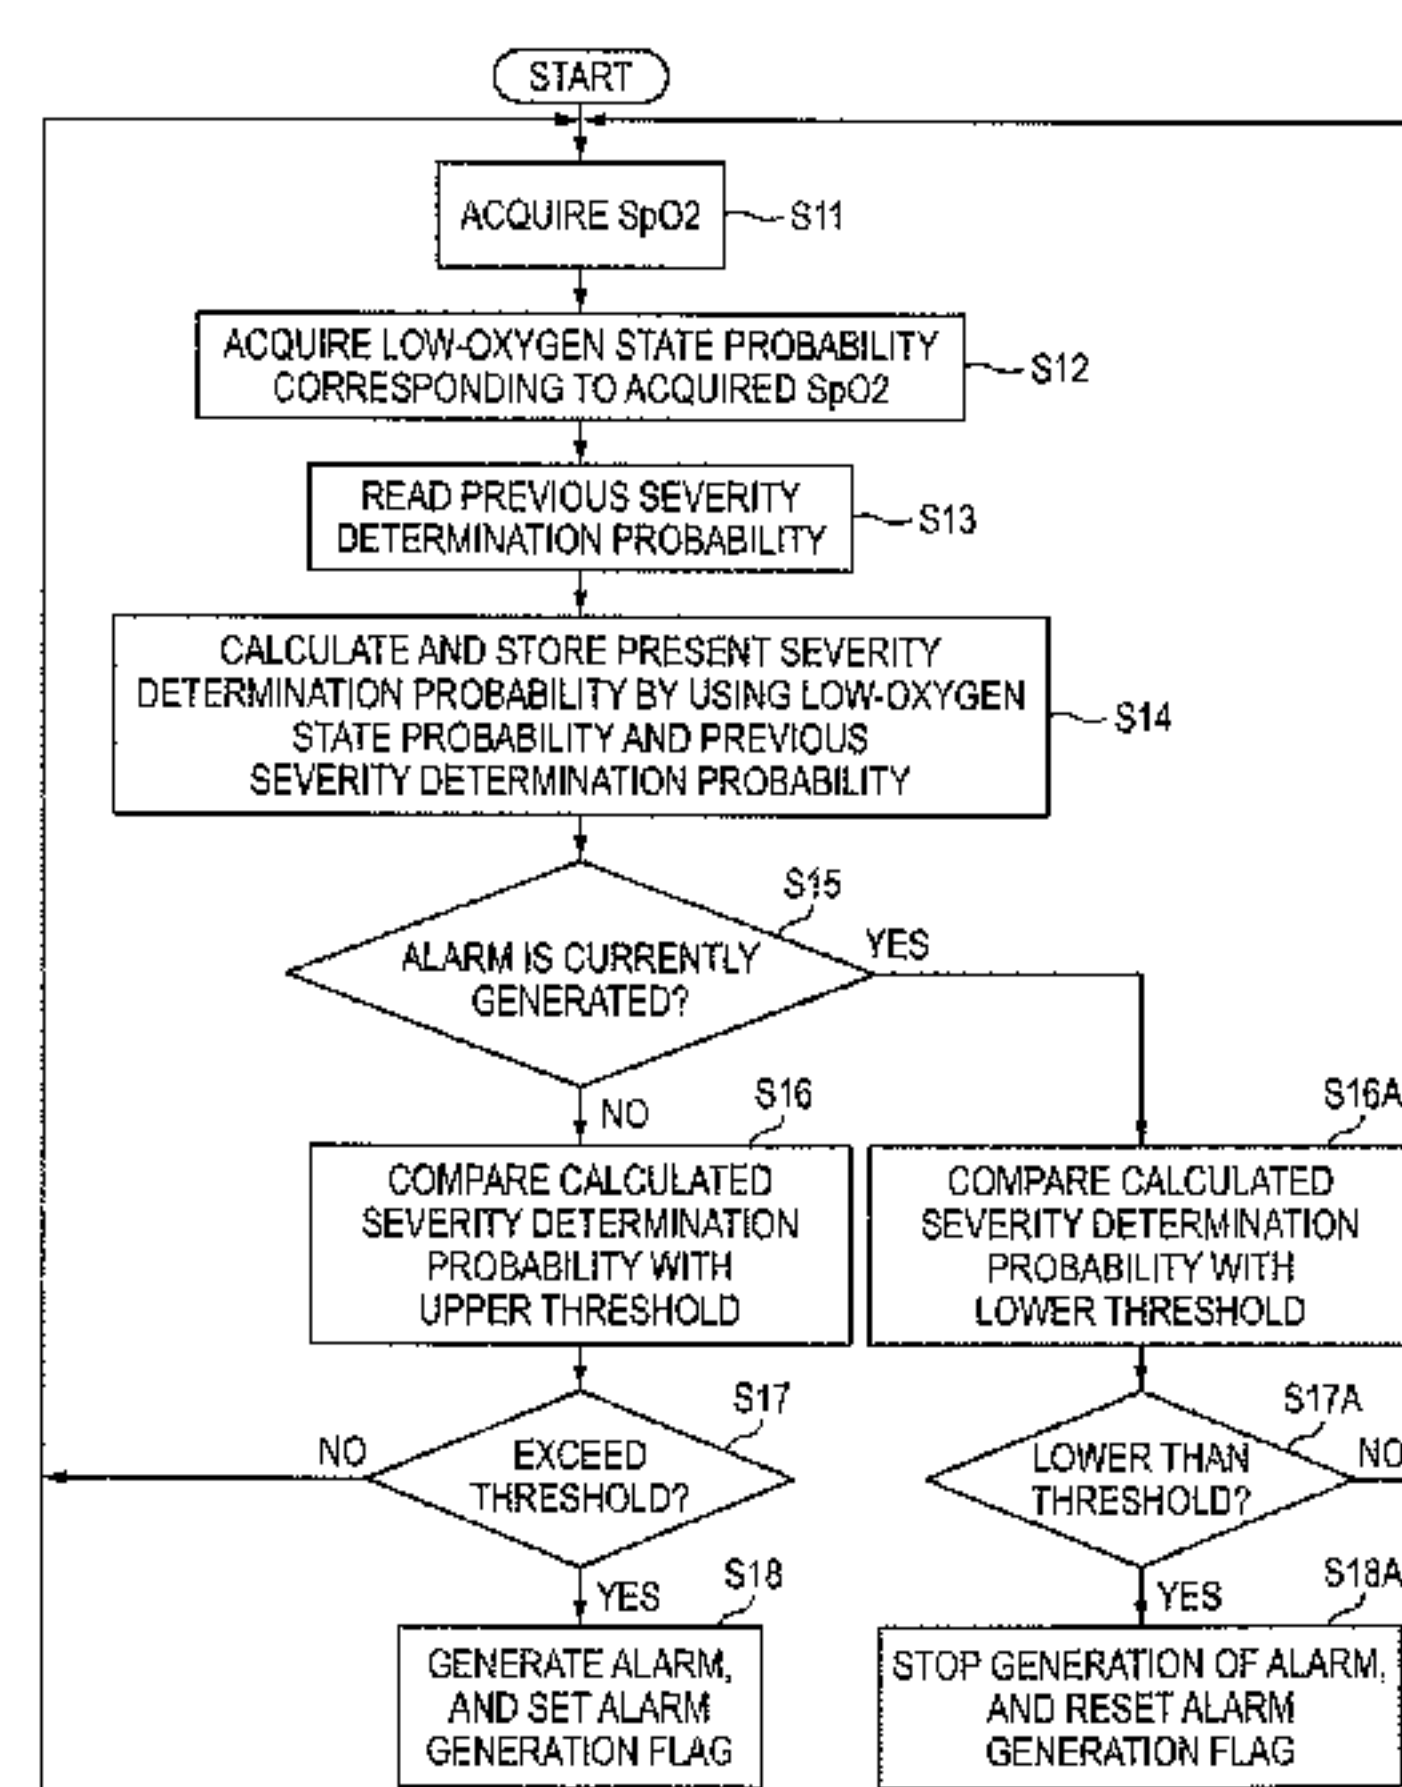 START
ACQUIRE SpO2
S11
ACQUIRE LOW-OXYGEN STATE PROBABILITY
CORRESPONDING TO ACQUIRED SpO2
S12
READ PREVIOUS SEVERITY
DETERMINATION PROBABILITY
S13
CALCULATE AND STORE PRESENT SEVERITY
DETERMINATION PROBABILITY BY USING LOW-OXYGEN
STATE PROBABILITY AND PREVIOUS
SEVERITY DETERMINATION PROBABILITY
S14
S15
ALARM IS CURRENTLY
GENERATED?
YES
NO
S16
COMPARE CALCULATED
SEVERITY DETERMINATION
PROBABILITY WITH
UPPER THRESHOLD
S16A
COMPARE CALCULATED
SEVERITY DETERMINATION
PROBABILITY WITH
LOWER THRESHOLD
S17
NO
EXCEED
THRESHOLD?
S17A
LOWER THAN
THRESHOLD?
NO
YES
S18
GENERATE ALARM,
AND SET ALARM
GENERATION FLAG
YES
S18A
STOP GENERATION OF ALARM,
AND RESET ALARM
GENERATION FLAG